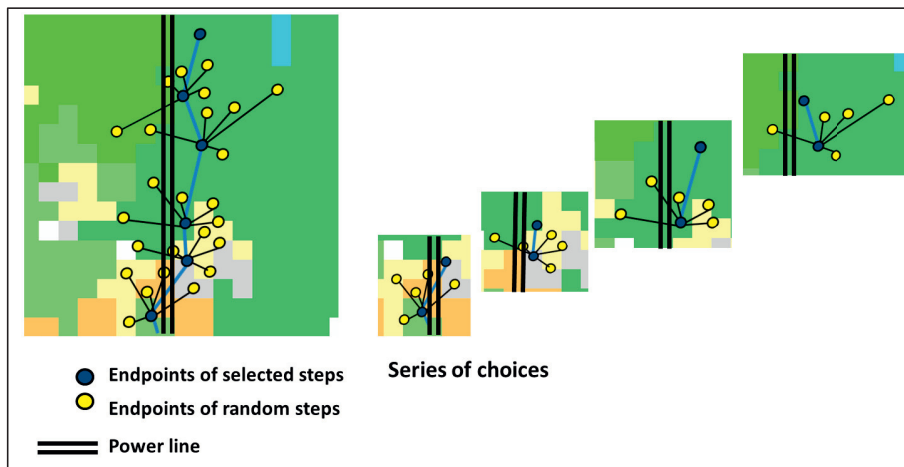 Endpoints of selected steps
Endpoints of random steps
Power line
Series of choices